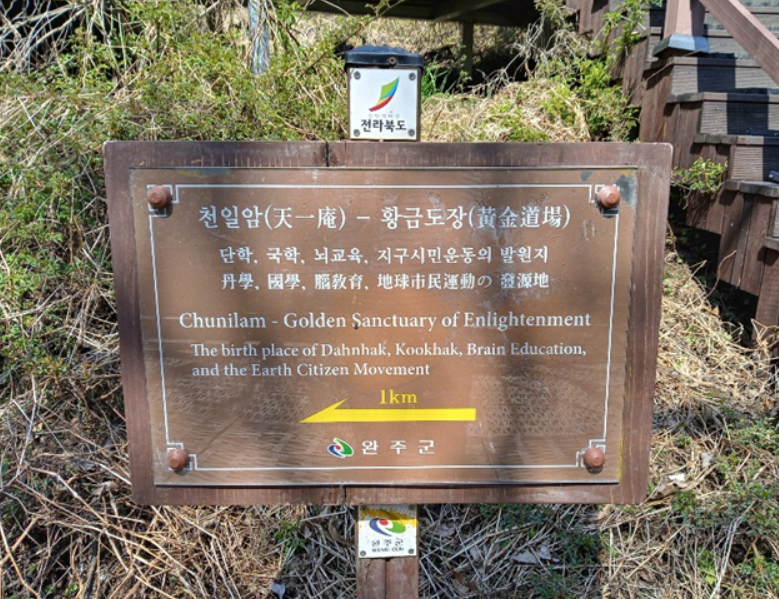 전라북도
천일암(天一庵) – 황금도장(黃金道場)
단학, 국학, 뇌교육, 지구시민운동의 발원지
丹學, 國學, 腦敎育, 地球市民運動の 發源地
Chunilam - Golden Sanctuary of Enlightenment
The birth place of Dahnhak, Kookhak, Brain Education,
and the Earth Citizen Movement
1km
완주군
완주군